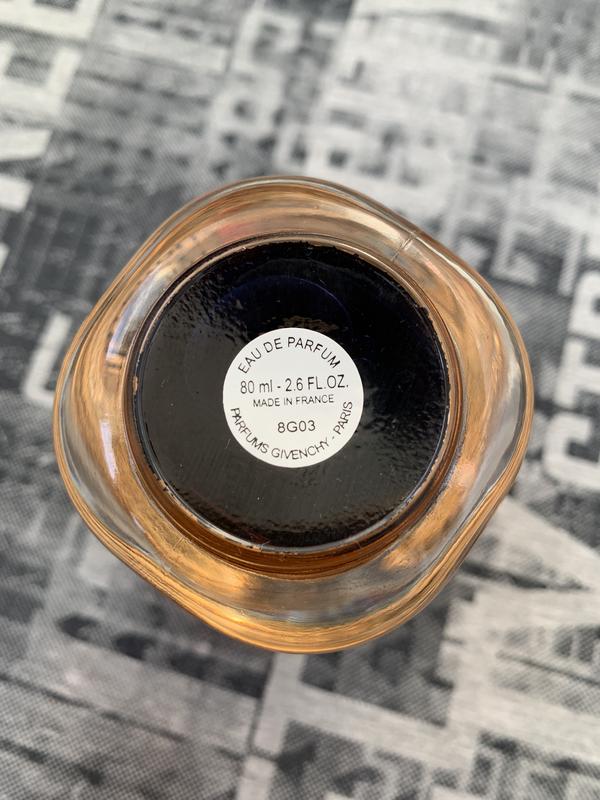 EAU DE PARFUM
80 ml - 2.6 FL.OZ.
MADE IN FRANCE
8G03
PARFUMS GIVENCHY - PARIS